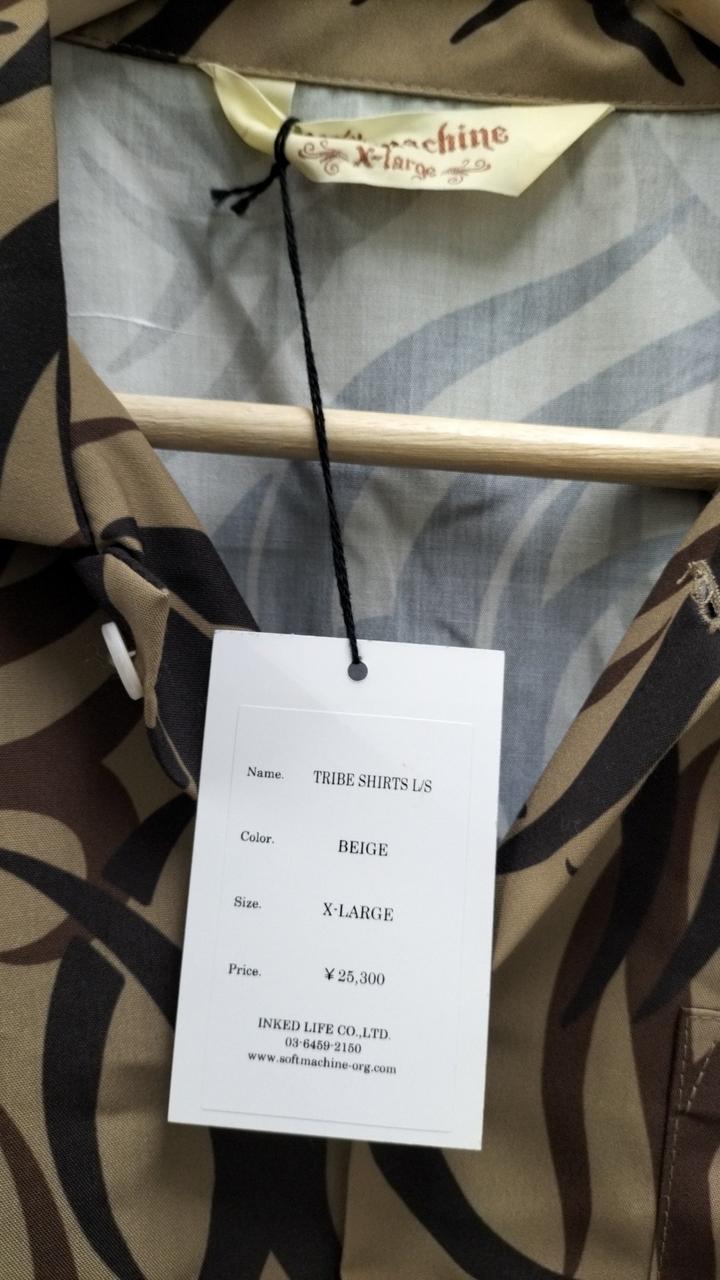 machine
X-large
Name. TRIBE SHIRTS L/S
Color. BEIGE
Size. X-LARGE
Price. ¥25,300
INKED LIFE CO.,LTD.
03-6459-2150
www.softmachine-org.com